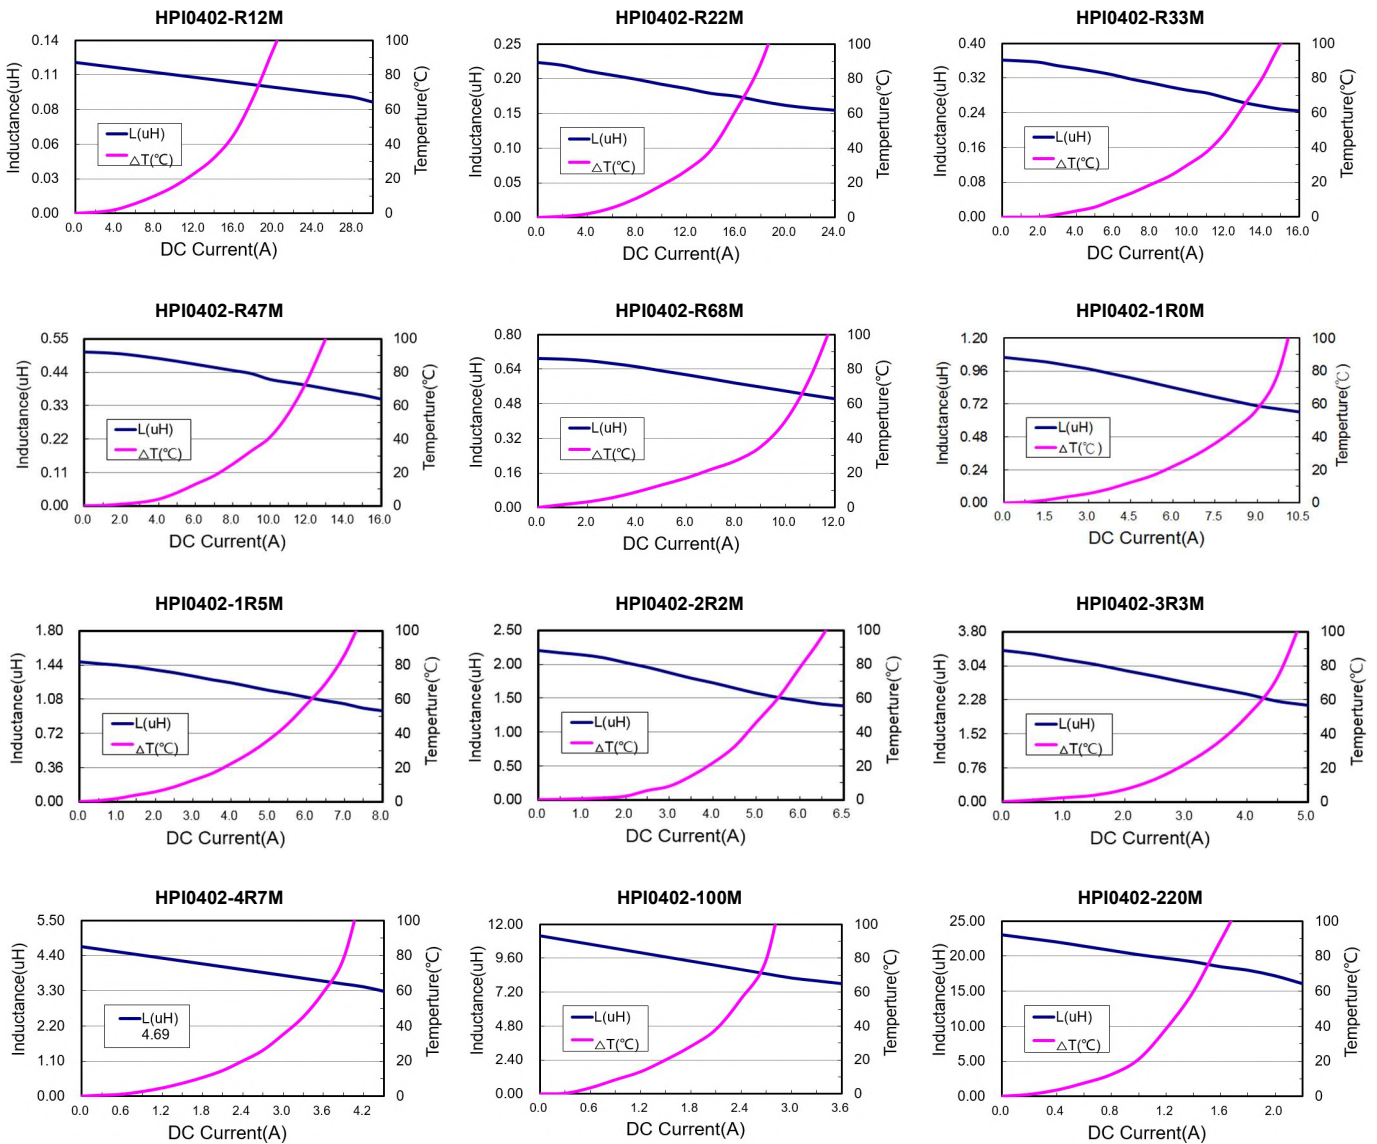 HPI0402-R12M
0.14
0.11
0.08
0.06
0.03
0.00
100
80
60
40
20
0
Inductance(uH)
Temperture(℃)
L(uH)
△T(℃)
0.0 4.0 8.0 12.0 16.0 20.0 24.0 28.0
DC Current(A)
HPI0402-R22M
0.25
0.20
0.15
0.10
0.05
0.00
100
80
60
40
20
0
Inductance(uH)
Temperture(℃)
L(uH)
△T(℃)
0.0 4.0 8.0 12.0 16.0 20.0 24.0
DC Current(A)
HPI0402-R33M
0.40
0.32
0.24
0.16
0.08
0.00
100
80
60
40
20
0
Inductance(uH)
Temperture(℃)
L(uH)
△T(℃)
0.0 2.0 4.0 6.0 8.0 10.0 12.0 14.0 16.0
DC Current(A)
HPI0402-R47M
0.55
0.44
0.33
0.22
0.11
0.00
100
80
60
40
20
0
Inductance(uH)
Temperture(℃)
L(uH)
△T(℃)
0.0 2.0 4.0 6.0 8.0 10.0 12.0 14.0 16.0
DC Current(A)
HPI0402-R68M
0.80
0.64
0.48
0.32
0.16
0.00
100
80
60
40
20
0
Inductance(uH)
Temperture(℃)
L(uH)
△T(℃)
0.0 2.0 4.0 6.0 8.0 10.0 12.0
DC Current(A)
HPI0402-1R0M
1.20
0.96
0.72
0.48
0.24
0.00
100
80
60
40
20
0
Inductance(uH)
Temperture(℃)
L(uH)
△T(℃)
0.0 1.5 3.0 4.5 6.0 7.5 9.0 10.5
DC Current(A)
HPI0402-1R5M
1.80
1.44
1.08
0.72
0.36
0.00
100
80
60
40
20
0
Inductance(uH)
Temperture(℃)
L(uH)
△T(℃)
0.0 1.0 2.0 3.0 4.0 5.0 6.0 7.0 8.0
DC Current(A)
HPI0402-2R2M
2.50
2.00
1.50
1.00
0.50
0.00
100
80
60
40
20
0
Inductance(uH)
Temperture(℃)
L(uH)
△T(℃)
0.0 1.0 2.0 3.0 4.0 5.0 6.0 6.5
DC Current(A)
HPI0402-3R3M
3.80
3.04
2.28
1.52
0.76
0.00
100
80
60
40
20
0
Inductance(uH)
Temperture(℃)
L(uH)
△T(℃)
0.0 1.0 2.0 3.0 4.0 5.0
DC Current(A)
HPI0402-4R7M
5.50
4.40
3.30
2.20
1.10
0.00
100
80
60
40
20
0
Inductance(uH)
Temperture(℃)
L(uH)
4.69
0.0 0.6 1.2 1.8 2.4 3.0 3.6 4.2
DC Current(A)
HPI0402-100M
12.00
9.60
7.20
4.80
2.40
0.00
100
80
60
40
20
0
Inductance(uH)
Temperture(℃)
L(uH)
△T(℃)
0.0 0.6 1.2 1.8 2.4 3.0 3.6
DC Current(A)
HPI0402-220M
25.00
20.00
15.00
10.00
5.00
0.00
100
80
60
40
20
0
Inductance(uH)
Temperture(℃)
L(uH)
△T(℃)
0.0 0.4 0.8 1.2 1.6 2.0
DC Current(A)